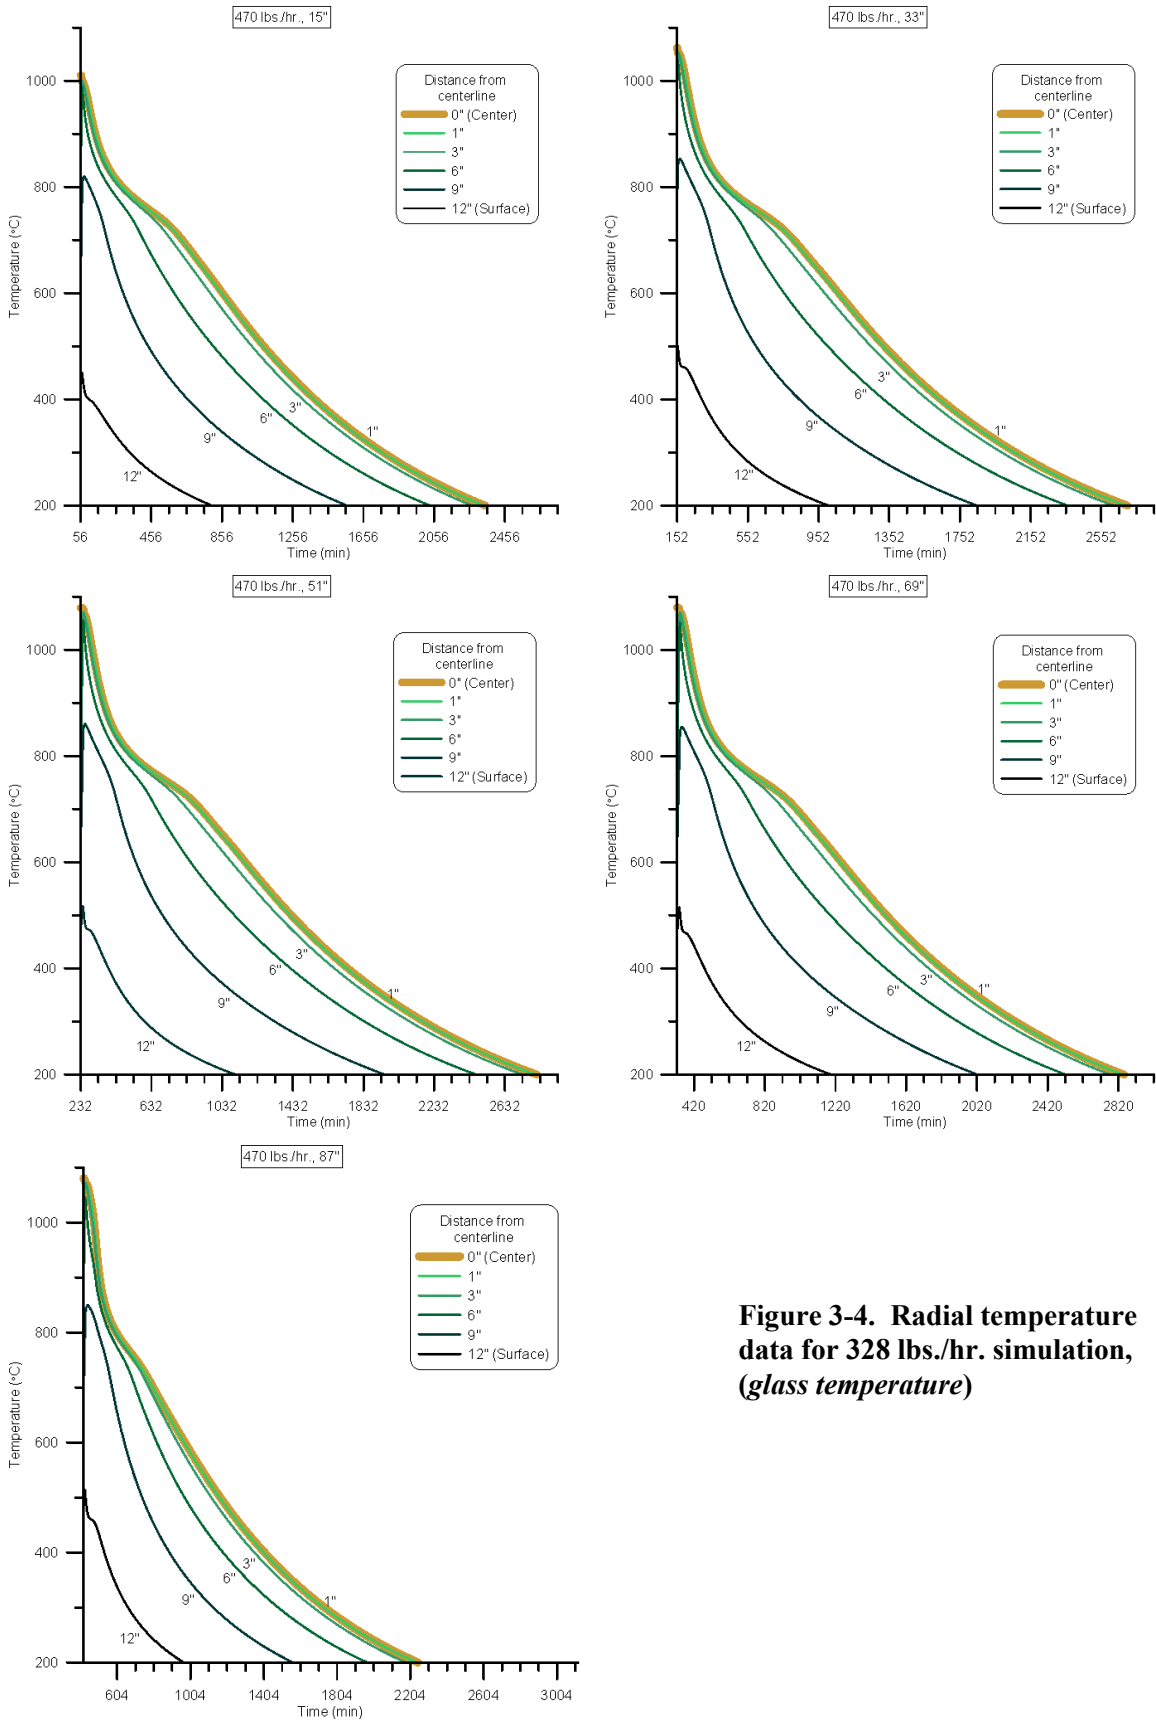 470 lbs./hr., 15"
Temperature (°C)
1000
800
600
400
200
Distance from
centerline
0" (Center)
1"
3"
6"
9"
12" (Surface)
12"
9"
6"
3"
1"
56 456 856 1256 1656 2056 2456
Time (min)
470 lbs./hr., 33"
Temperature (°C)
1000
800
600
400
200
Distance from
centerline
0" (Center)
1"
3"
6"
9"
12" (Surface)
12"
9"
6"
3"
1"
152 552 952 1352 1752 2152 2552
Time (min)
470 lbs./hr., 51"
Temperature (°C)
1000
800
600
400
200
Distance from
centerline
0" (Center)
1"
3"
6"
9"
12" (Surface)
12"
9"
6"
3"
1"
232 632 1032 1432 1832 2232 2632
Time (min)
470 lbs./hr., 69"
Temperature (°C)
1000
800
600
400
200
Distance from
centerline
0" (Center)
1"
3"
6"
9"
12" (Surface)
12"
9"
6"
3"
1"
420 820 1220 1620 2020 2420 2820
Time (min)
470 lbs./hr., 87"
Temperature (°C)
1000
800
600
400
200
Distance from
centerline
0" (Center)
1"
3"
6"
9"
12" (Surface)
12"
9"
6"
3"
1"
604 1004 1404 1804 2204 2604 3004
Time (min)
Figure 3-4. Radial temperature
data for 328 lbs./hr. simulation,
(glass temperature)